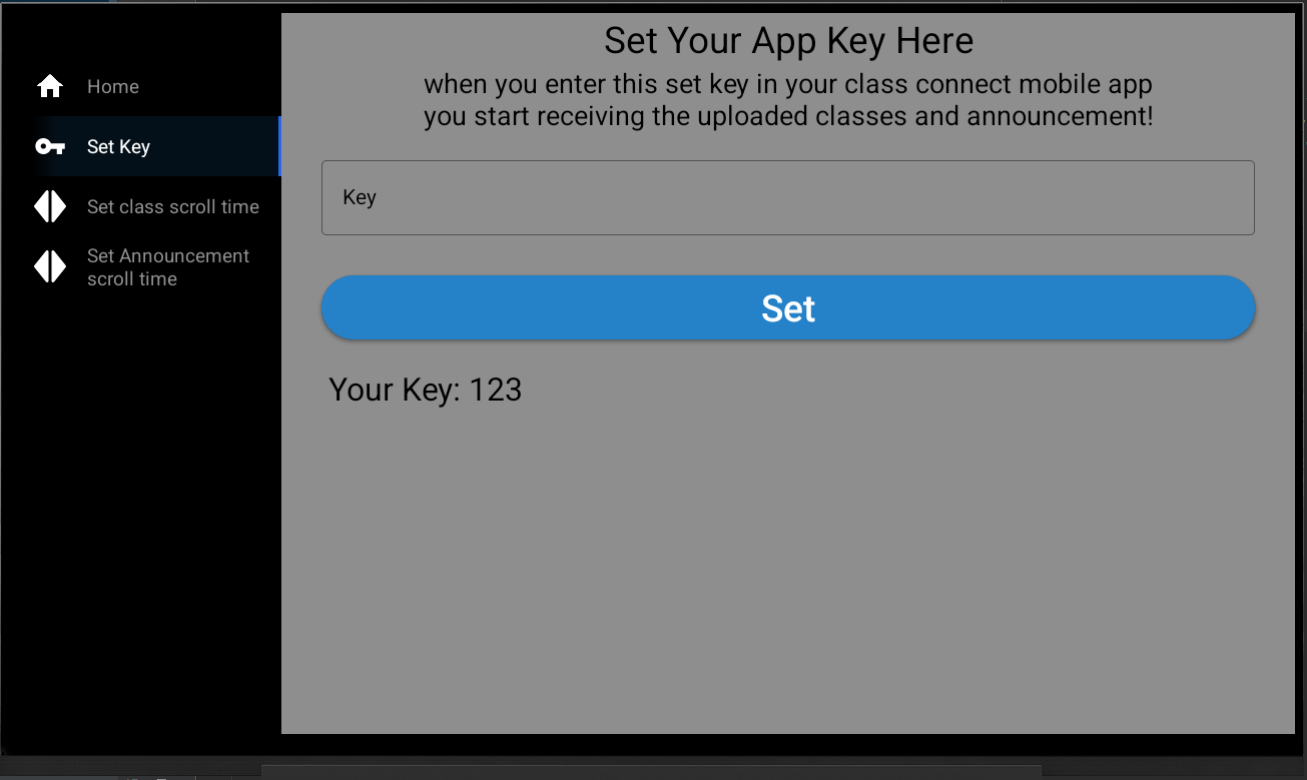 Home
Set Key
Set class scroll time
Set Announcement
scroll time
Set Your App Key Here
when you enter this set key in your class connect mobile app
you start receiving the uploaded classes and announcement!
Key
Set
Your Key: 123